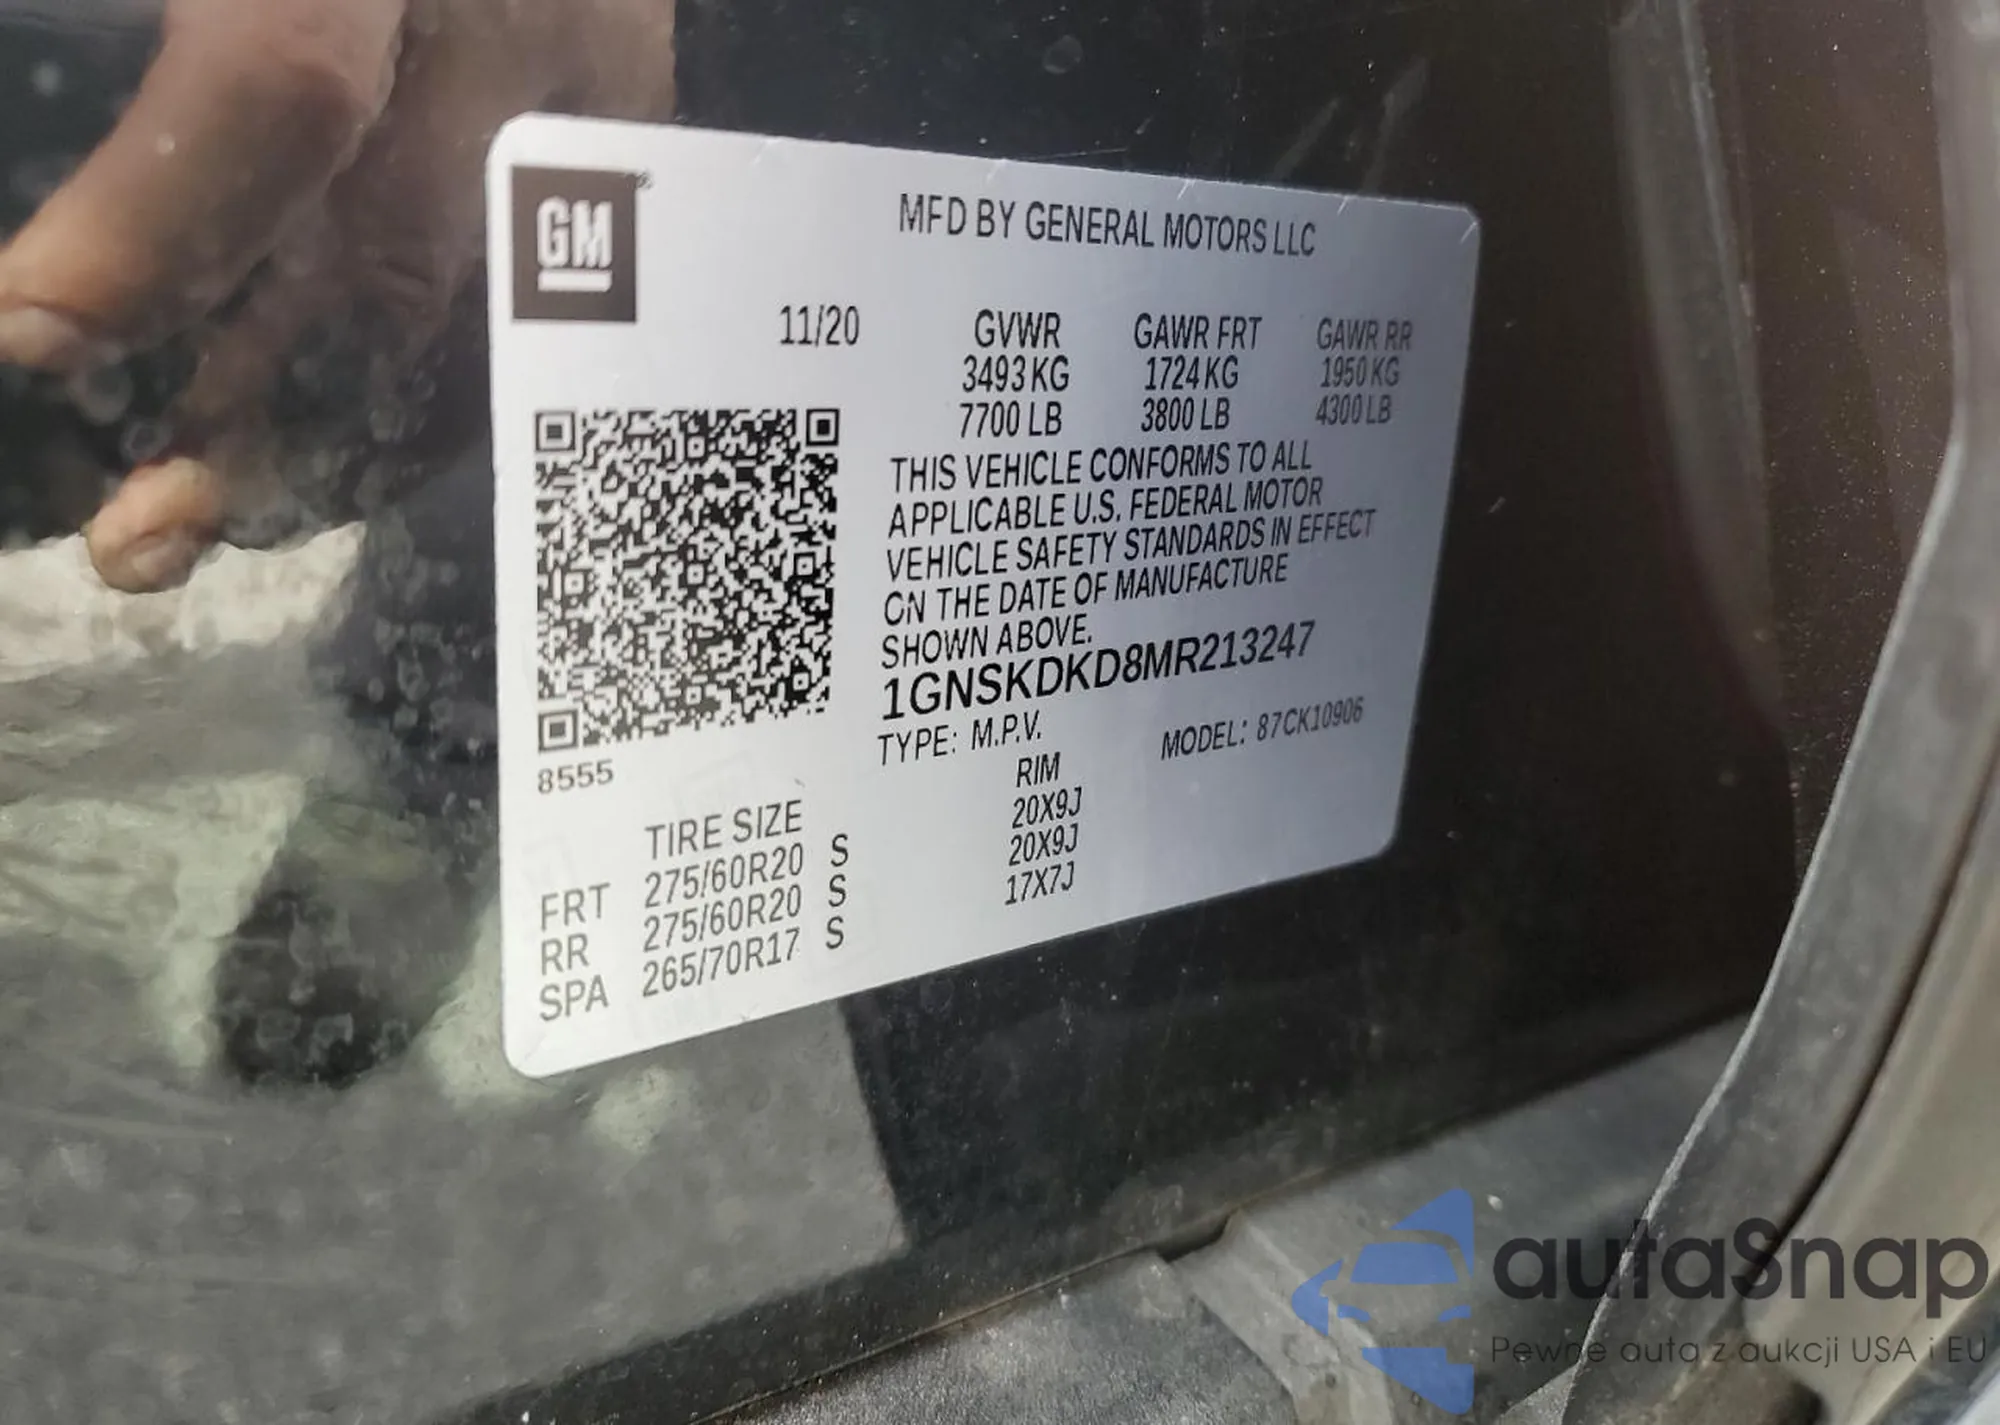 GM
MFD BY GENERAL MOTORS LLC
11/20 GVWR GAWR FRT GAWR RR
3493 KG 1724 KG 1950 KG
7700 LB 3800 LB 4300 LB
THIS VEHICLE CONFORMS TO ALL
APPLICABLE U.S. FEDERAL MOTOR
VEHICLE SAFETY STANDARDS IN EFFECT
ON THE DATE OF MANUFACTURE
SHOWN ABOVE.
1GNSKDKD8MR213247
TYPE: M.P.V. MODEL: 87CK10906
8555
TIRE SIZE RIM
FRT 275/60R20 S 20X9J
RR 275/60R20 S 20X9J
SPA 265/70R17 S 17X7J
autaSnap
Pewne auta z aukcji USA i EU